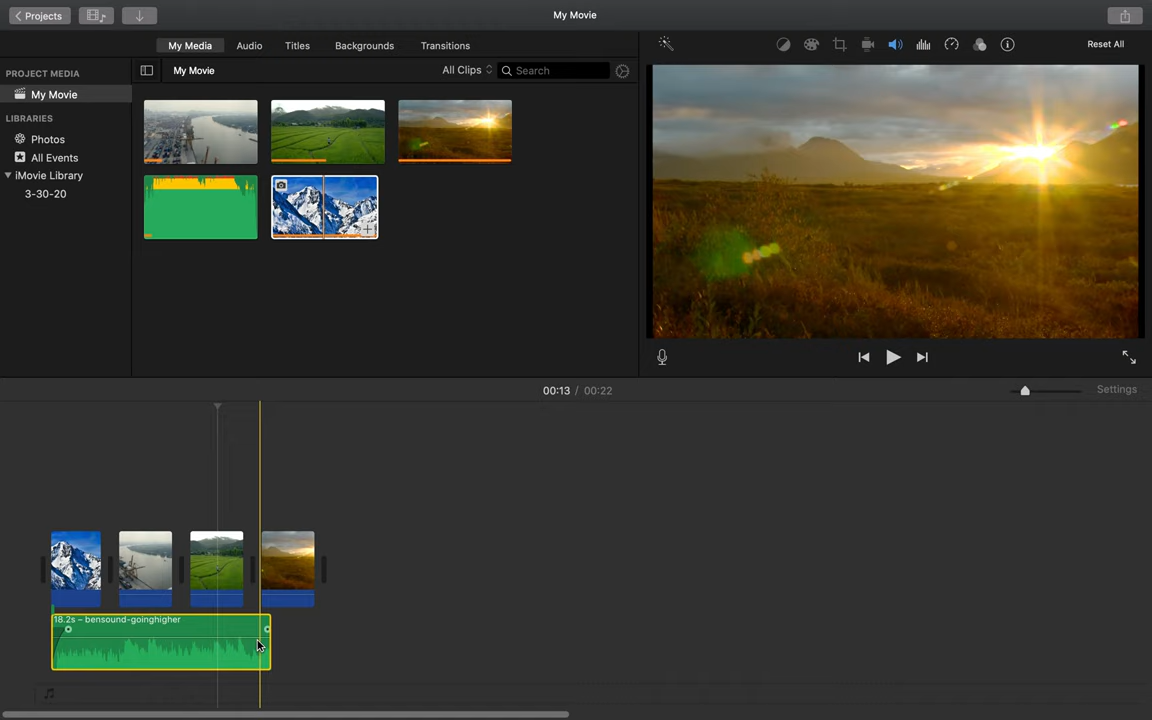 Projects
My Movie
My Media
Audio
Titles
Backgrounds
Transitions
Reset All
PROJECT MEDIA
My Movie
LIBRARIES
Photos
All Events
iMovie Library
3-30-20
My Movie
All Clips
Search
00:13 / 00:22
Settings
18.2s – bensound-goinghigher